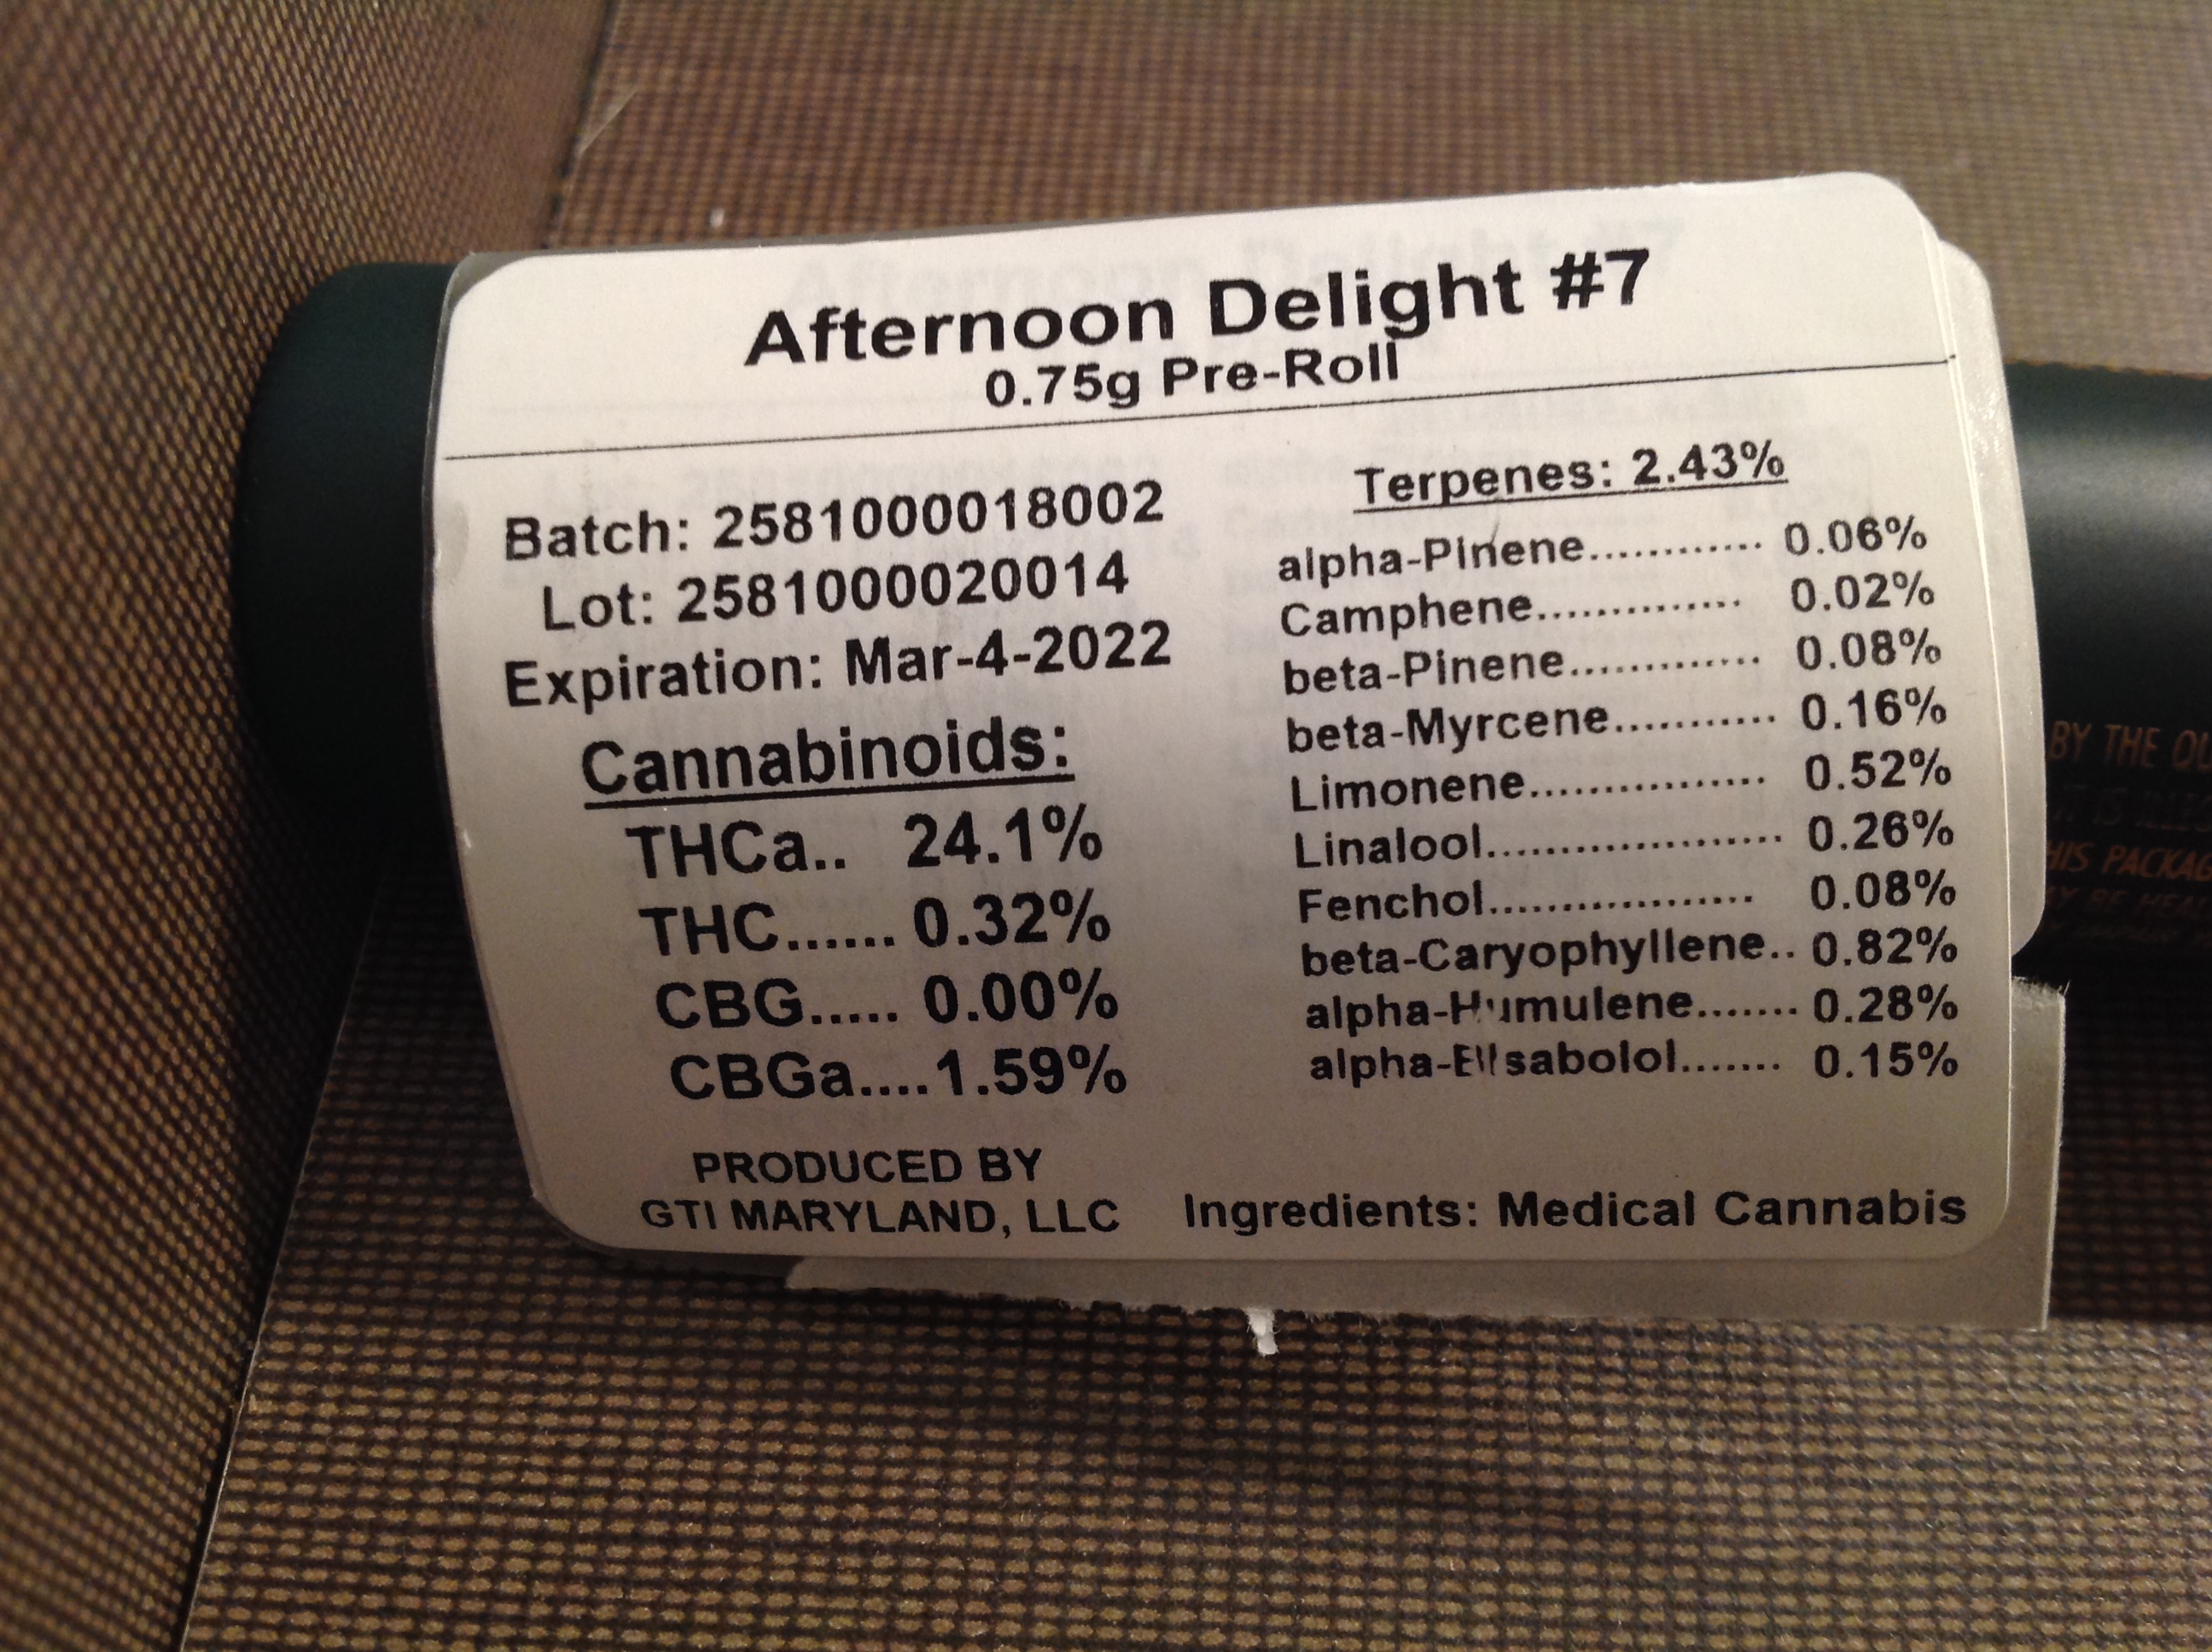 Afternoon Delight #7
0.75g Pre-Roll
Batch: 2581000018002
Lot: 2581000020014
Expiration: Mar-4-2022
Cannabinoids:
THCa.. 24.1%
THC...... 0.32%
CBG..... 0.00%
CBGa....1.59%
PRODUCED BY
GTI MARYLAND, LLC
Terpenes: 2.43%
alpha-Pinene............ 0.06%
Camphene.............. 0.02%
beta-Pinene............. 0.08%
beta-Myrcene........... 0.16%
Limonene................ 0.52%
Linalool.................... 0.26%
Fenchol.................. 0.08%
beta-Caryophyllene.. 0.82%
alpha-Humulene....... 0.28%
alpha-BIsabolol....... 0.15%
Ingredients: Medical Cannabis
BY THE